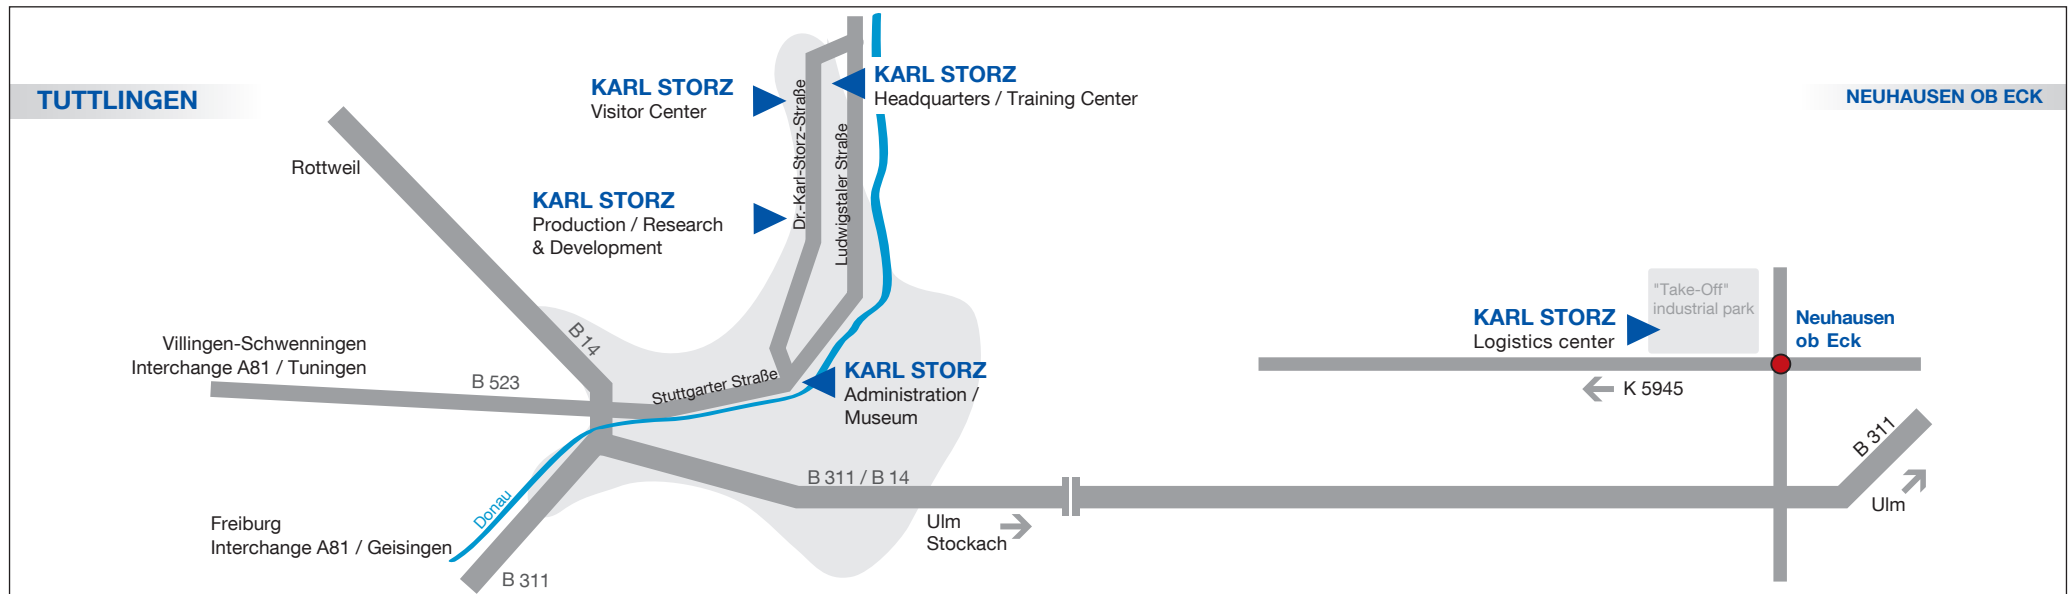 TUTTLINGEN
NEUHAUSEN OB ECK
KARL STORZ
Visitor Center
KARL STORZ
Headquarters / Training Center
Dr.-Karl-Storz-Straße
Ludwigstaler Straße
Rottweil
KARL STORZ
Production / Research
& Development
B 14
Villingen-Schwenningen
Interchange A81 / Tuningen
B 523
Stuttgarter Straße
KARL STORZ
Administration /
Museum
B 311 / B 14
Donau
Freiburg
Interchange A81 / Geisingen
B 311
Ulm
Stockach
"Take-Off"
industrial park
KARL STORZ
Logistics center
Neuhausen
ob Eck
K 5945
B 311
Ulm